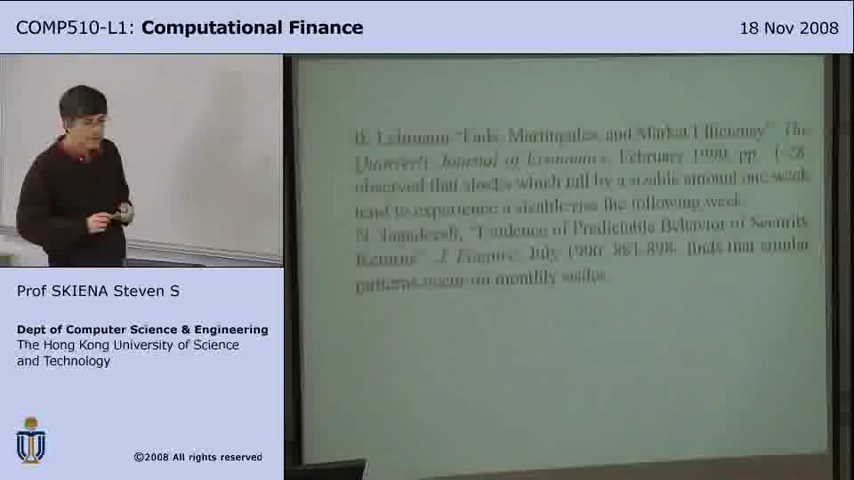 COMP510-L1: Computational Finance
18 Nov 2008
B. Lehmann "Fads, Martingales, and Market Efficiency" The
Quarterly Journal of Economics, February 1990, pp. 1-28
observed that stocks which fall by a sizable amount one week
tend to experience a sizable rise the following week.
N. Jegadeesh, "Evidence of Predictable Behavior of Security
Returns" J. Finance, July 1990, 881-898, finds that similar
patterns occur on monthly scales.
Prof SKIENA Steven S
Dept of Computer Science & Engineering
The Hong Kong University of Science
and Technology
©2008 All rights reserved